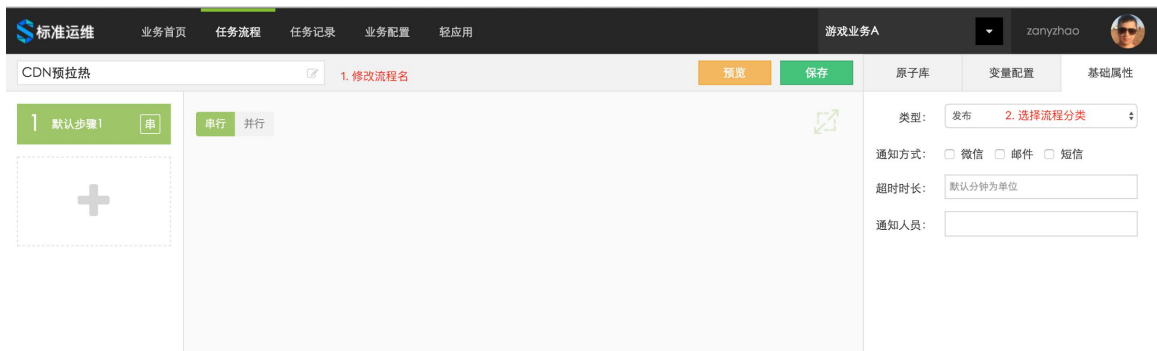 标准运维 业务首页 任务流程 任务记录 业务配置 轻应用 游戏业务A zanyzhao
CDN预拉热 1. 修改流程名 预览 保存 原子库 变量配置 基础属性
1 默认步骤1 串 串行 并行 类型: 发布 2. 选择流程分类
通知方式: 微信 邮件 短信
超时时长: 默认分钟为单位
通知人员: